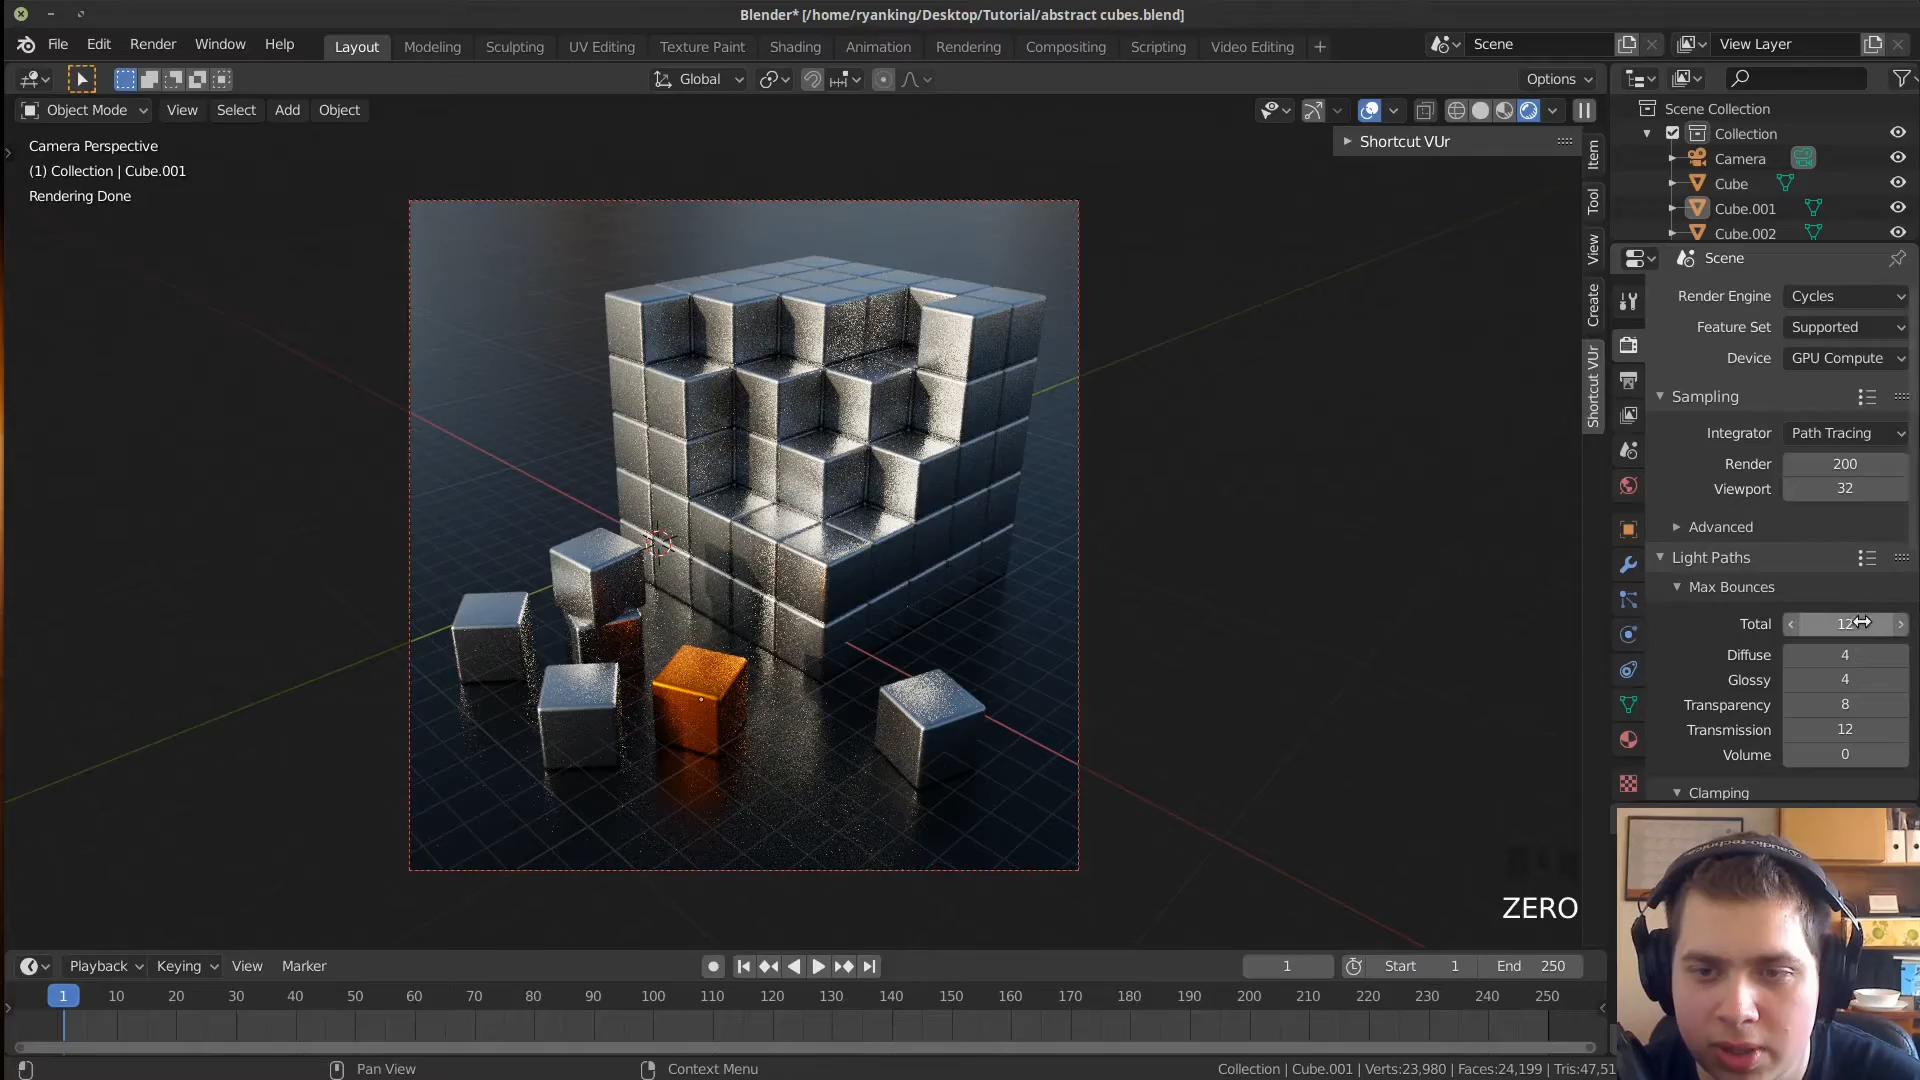 Blender* [/home/ryanking/Desktop/Tutorial/abstract cubes.blend]
File Edit Render Window Help Layout Modeling Sculpting UV Editing Texture Paint Shading Animation Rendering Compositing Scripting Video Editing + Scene View Layer
Global Options
Object Mode View Select Add Object
Camera Perspective
(1) Collection | Cube.001
Rendering Done
Shortcut VUr
Item
Tool
View
Create
Shortcut VUr
Scene Collection
Collection
Camera
Cube
Cube.001
Cube.002
Scene
Render Engine Cycles
Feature Set Supported
Device GPU Compute
Sampling
Integrator Path Tracing
Render 200
Viewport 32
Advanced
Light Paths
Max Bounces
Total 12
Diffuse 4
Glossy 4
Transparency 8
Transmission 12
Volume 0
Clamping
ZERO
audio-technica
Playback Keying View Marker 1 Start 1 End 250
1 10 20 30 40 50 60 70 80 90 100 110 120 130 140 150 160 170 180 190 200 210 220 230 240 250
Pan View Context Menu Collection | Cube.001 | Verts:23,980 | Faces:24,199 | Tris:47,51